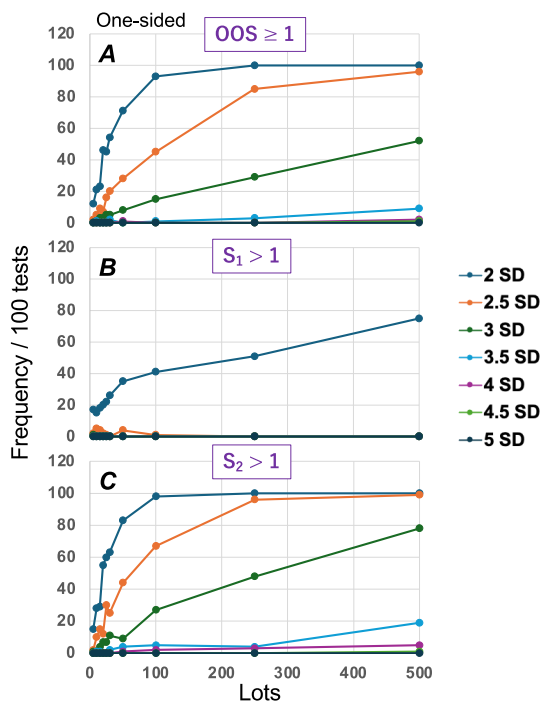 One-sided
OOS ≥ 1
120
A
100
80
60
40
20
0
120
B
S₁ > 1
100
80
60
40
20
0
120
C
S₂ > 1
100
80
60
40
20
0
0 100 200 300 400 500
Lots
Frequency / 100 tests
2 SD
2.5 SD
3 SD
3.5 SD
4 SD
4.5 SD
5 SD